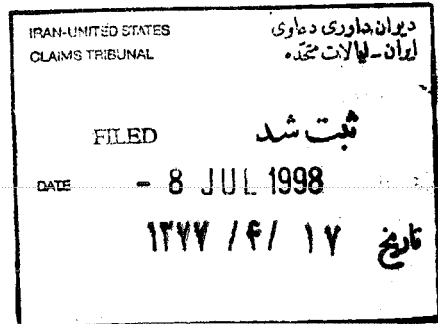 IRAN-UNITED STATES
CLAIMS TRIBUNAL
دیوان داوری دعاوی
ایران - ایالات متحده
FILED ثبت شد
DATE - 8 JUL 1998
تاریخ ۱۳۷۷ / ۴ / ۱۷